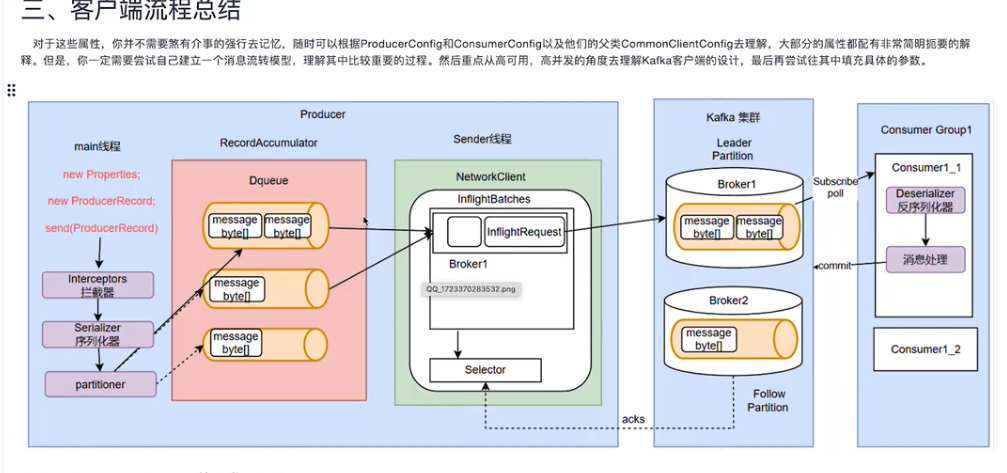 三、客户端流程总结
对于这些属性，你并不需要煞有介事的强行去记忆，随时可以根据ProducerConfig和ConsumerConfig以及他们的父类CommonClientConfig去理解，大部分的属性都配有非常简明扼要的解
释。但是，你一定需要尝试自己建立一个消息流转模型，理解其中比较重要的过程。然后重点从高可用，高并发的角度去理解Kafka客户端的设计，最后再尝试往其中填充具体的参数。
Producer
main线程
new Properties;
new ProducerRecord;
send(ProducerRecord)
Interceptors
拦截器
Serializer
序列化器
partitioner
RecordAccumulator
Dqueue
message
byte[]
message
byte[]
message
byte[]
message
byte[]
Sender线程
NetworkClient
InflightBatches
InflightRequest
Broker1
QQ_1723370283532.png
Selector
acks
Kafka 集群
Leader
Partition
Broker1
message
byte[]
message
byte[]
Broker2
message
byte[]
Follow
Partition
Subscribe
poll
commit
Consumer Group1
Consumer1_1
Deserializer
反序列化器
消息处理
Consumer1_2